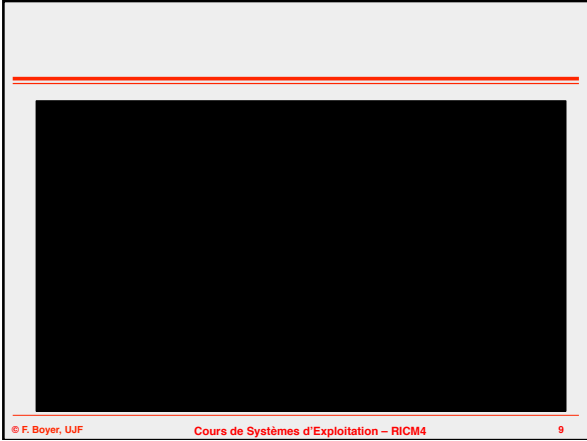 © F. Boyer, UJF Cours de Systèmes d'Exploitation – RICM4 9